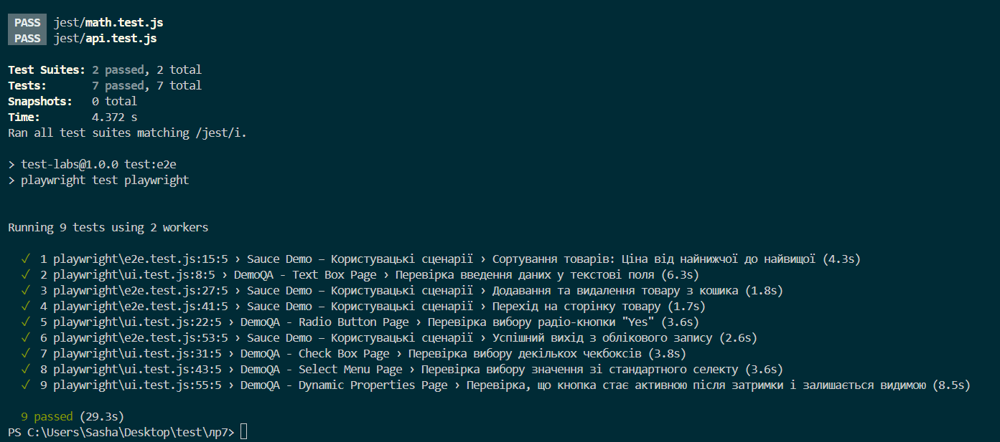 PASS jest/math.test.js
PASS jest/api.test.js
Test Suites: 2 passed, 2 total
Tests: 7 passed, 7 total
Snapshots: 0 total
Time: 4.372 s
Ran all test suites matching /jest/i.
> test-labs@1.0.0 test:e2e
> playwright test playwright
Running 9 tests using 2 workers
✓ 1 playwright\e2e.test.js:15:5 › Sauce Demo – Користувацькі сценарії › Сортування товарів: Ціна від найнижчої до найвищої (4.3s)
✓ 2 playwright\ui.test.js:8:5 › DemoQA - Text Box Page › Перевірка введення даних у текстові поля (6.3s)
✓ 3 playwright\e2e.test.js:27:5 › Sauce Demo – Користувацькі сценарії › Додавання та видалення товару з кошика (1.8s)
✓ 4 playwright\e2e.test.js:41:5 › Sauce Demo – Користувацькі сценарії › Перехід на сторінку товару (1.7s)
✓ 5 playwright\ui.test.js:22:5 › DemoQA - Radio Button Page › Перевірка вибору радіо-кнопки "Yes" (3.6s)
✓ 6 playwright\e2e.test.js:53:5 › Sauce Demo – Користувацькі сценарії › Успішний вихід з облікового запису (2.6s)
✓ 7 playwright\ui.test.js:31:5 › DemoQA - Check Box Page › Перевірка вибору декількох чекбоксів (3.8s)
✓ 8 playwright\ui.test.js:43:5 › DemoQA - Select Menu Page › Перевірка вибору значення зі стандартного селекту (3.6s)
✓ 9 playwright\ui.test.js:55:5 › DemoQA - Dynamic Properties Page › Перевірка, що кнопка стає активною після затримки і залишається видимою (8.5s)
9 passed (29.3s)
PS C:\Users\Sasha\Desktop\test\лр7>